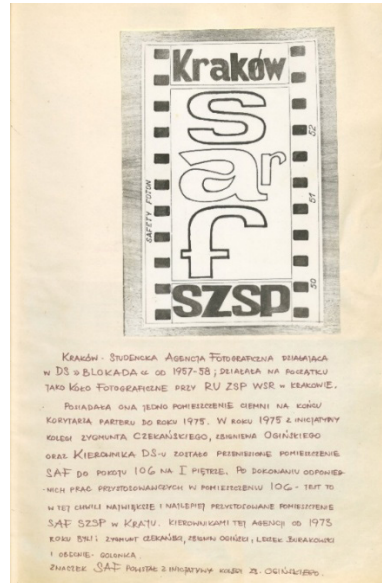 Kraków
SAFETY FOTON
saf
52
51
50
SZSP
KRAKÓW - STUDENCKA AGENCJA FOTOGRAFICZNA DZIAŁAJĄCA
W DS »BLOKADA« OD 1957-58; DZIAŁAŁA NA POCZĄTKU
JAKO KOŁO FOTOGRAFICZNE PRZY RU ZSP WSR W KRAKOWIE.
POSIADAŁA ONA JEDNO POMIESZCZENIE CIEMNI NA KOŃCU
KORYTARZA PARTERU DO ROKU 1975. W ROKU 1975 Z INICJATYWY
KOLEGI ZYGMUNTA CZEKAŃSKIEGO, ZBIGNIEWA OGIŃSKIEGO
ORAZ KIEROWNIKA DS-U ZOSTAŁO PRZENIESIONE POMIESZCZENIE
SAF DO POKOJU 106 NA I PIĘTRZE. PO DOKONANIU ODPOWIED-
-NICH PRAC PRZYSTOSOWAWCZYCH W POMIESZCZENIU 106 - JEST TO
W TEJ CHWILI NAJWIĘKSZE I NAJLEPIEJ PRZYSTOSOWANE POMIESZCZENIE
SAF SZSP W KRAJU. KIEROWNIKAMI TEJ AGENCJI OD 1975
ROKU BYLI: ZYGMUNT CZEKAŃSKI, ZBIGNIEW OGIŃSKI, LESZEK BURAKOWSKI
I OBECNIE - GOLONKA.
ZNACZEK SAF POWSTAŁ Z INICJATYWY KOLEGI ZB. OGIŃSKIEGO.